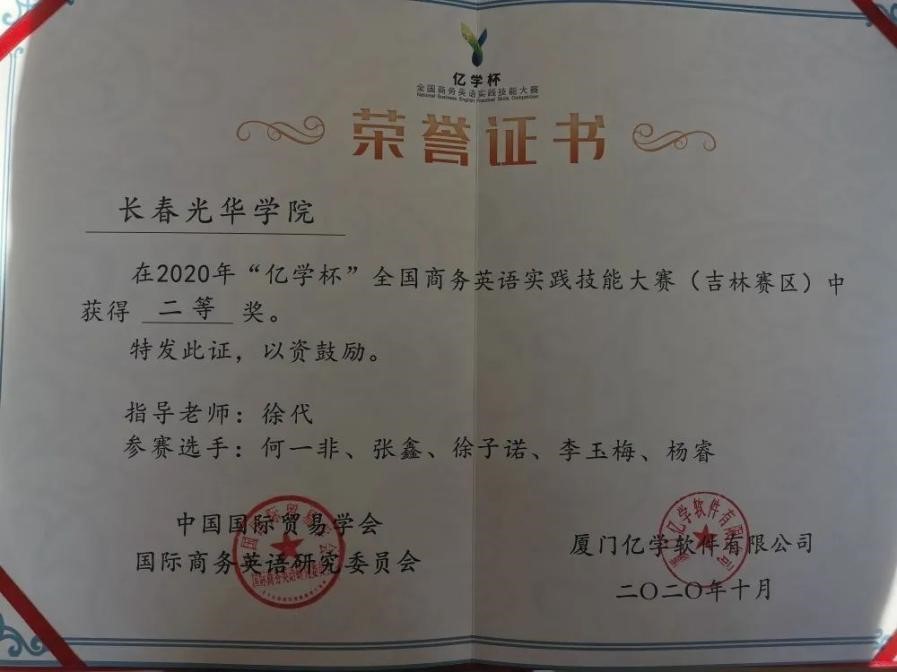 亿学杯
全国商务英语实践技能大赛
National Business English Practical Skills Competition
荣誉证书
长春光华学院
在2020年“亿学杯”全国商务英语实践技能大赛（吉林赛区）中
获得 二等 奖。
特发此证，以资鼓励。
指导老师：徐代
参赛选手：何一非、张鑫、徐子诺、李玉梅、杨睿
中国国际贸易学会
国际商务英语研究委员会
厦门亿学软件有限公司
二〇二〇年十月